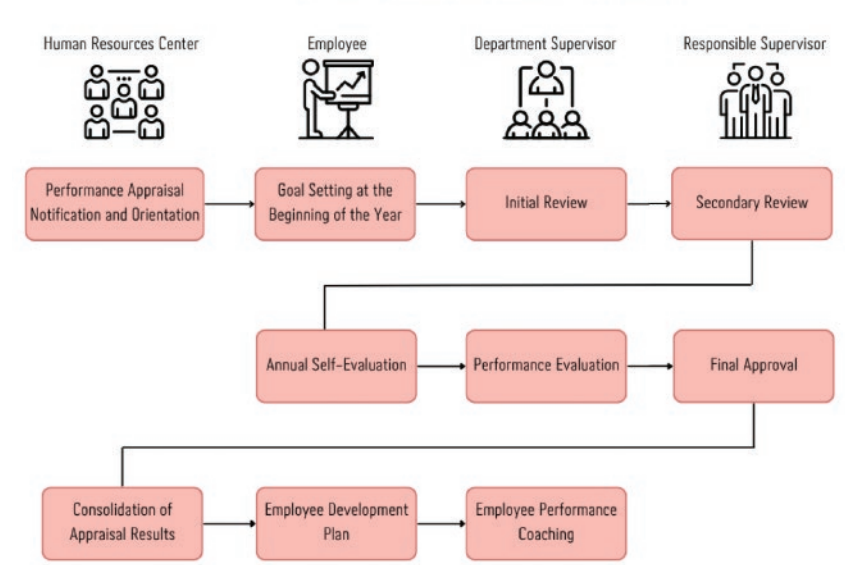 Human Resources Center
Employee
Department Supervisor
Responsible Supervisor
Performance Appraisal
Notification and Orientation
Goal Setting at the
Beginning of the Year
Initial Review
Secondary Review
Annual Self-Evaluation
Performance Evaluation
Final Approval
Consolidation of
Appraisal Results
Employee Development
Plan
Employee Performance
Coaching